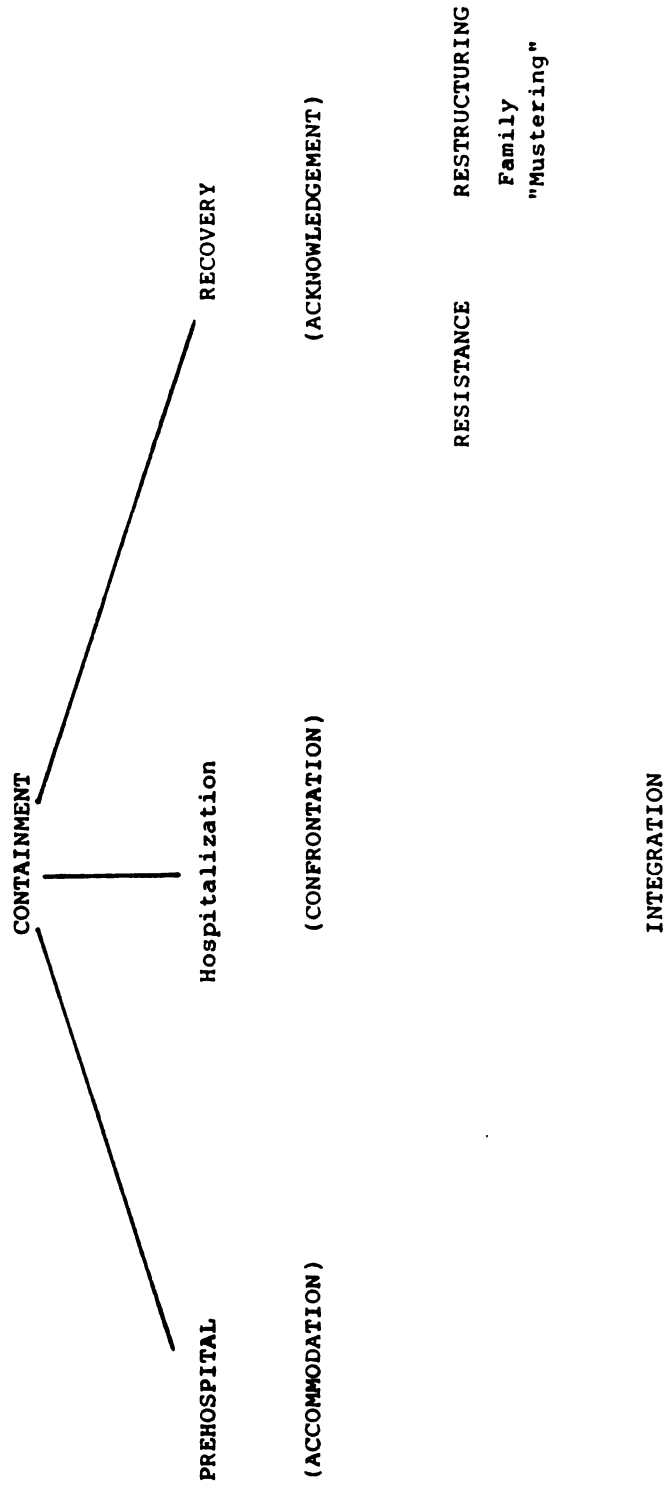 CONTAINMENT
PREHOSPITAL Hospitalization RECOVERY
(ACCOMMODATION) (CONFRONTATION) (ACKNOWLEDGEMENT)
RESISTANCE RESTRUCTURING
Family
"Mustering"
INTEGRATION